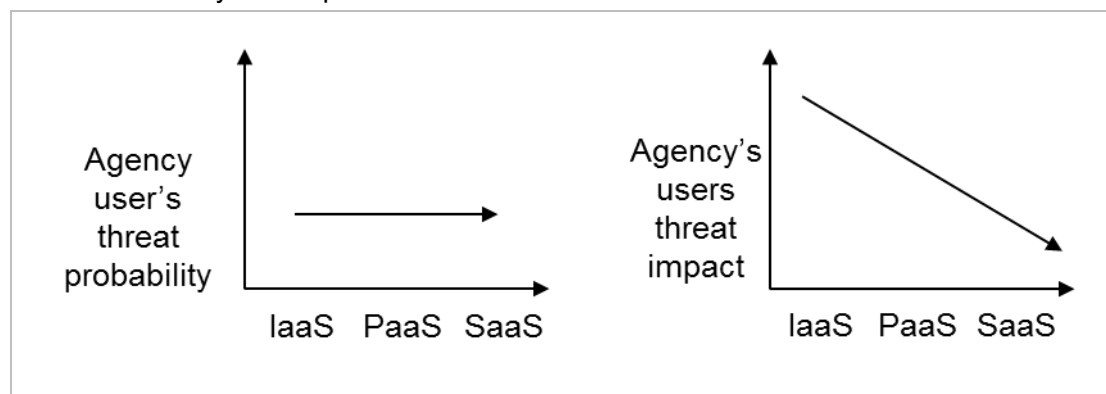 Agency
user's
threat
probability
IaaS PaaS SaaS
Agency's
users
threat
impact
IaaS PaaS SaaS